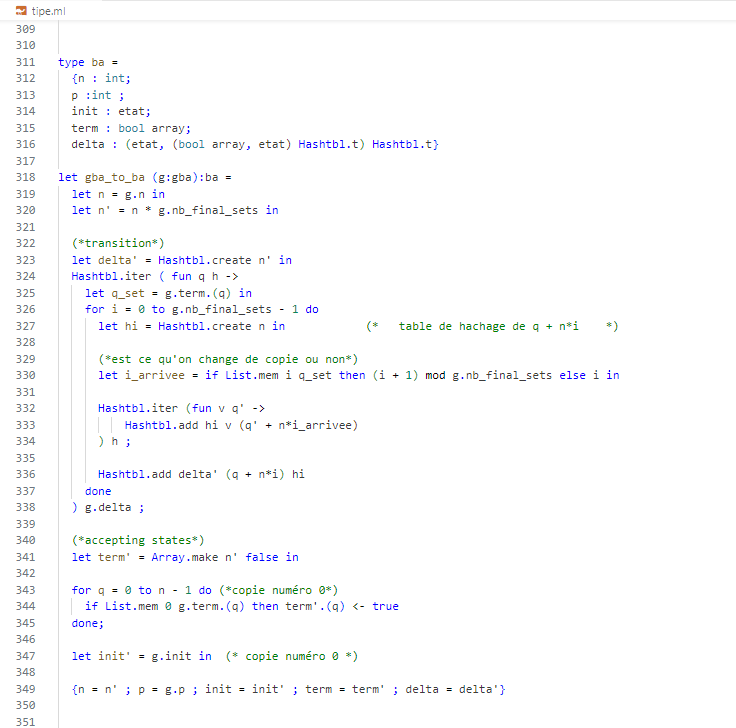 tipe.ml
309
310
311 type ba =
312 {n : int;
313 p :int ;
314 init : etat;
315 term : bool array;
316 delta : (etat, (bool array, etat) Hashtbl.t) Hashtbl.t}
317
318 let gba_to_ba (g:gba):ba =
319 let n = g.n in
320 let n' = n * g.nb_final_sets in
321
322 (*transition*)
323 let delta' = Hashtbl.create n' in
324 Hashtbl.iter ( fun q h ->
325 let q_set = g.term.(q) in
326 for i = 0 to g.nb_final_sets - 1 do
327 let hi = Hashtbl.create n in (* table de hachage de q + n*i *)
328
329 (*est ce qu'on change de copie ou non*)
330 let i_arrivee = if List.mem i q_set then (i + 1) mod g.nb_final_sets else i in
331
332 Hashtbl.iter (fun v q' ->
333 Hashtbl.add hi v (q' + n*i_arrivee)
334 ) h ;
335
336 Hashtbl.add delta' (q + n*i) hi
337 done
338 ) g.delta ;
339
340 (*accepting states*)
341 let term' = Array.make n' false in
342
343 for q = 0 to n - 1 do (*copie numéro 0*)
344 if List.mem 0 g.term.(q) then term'.(q) <- true
345 done;
346
347 let init' = g.init in (* copie numéro 0 *)
348
349 {n = n' ; p = g.p ; init = init' ; term = term' ; delta = delta'}
350
351